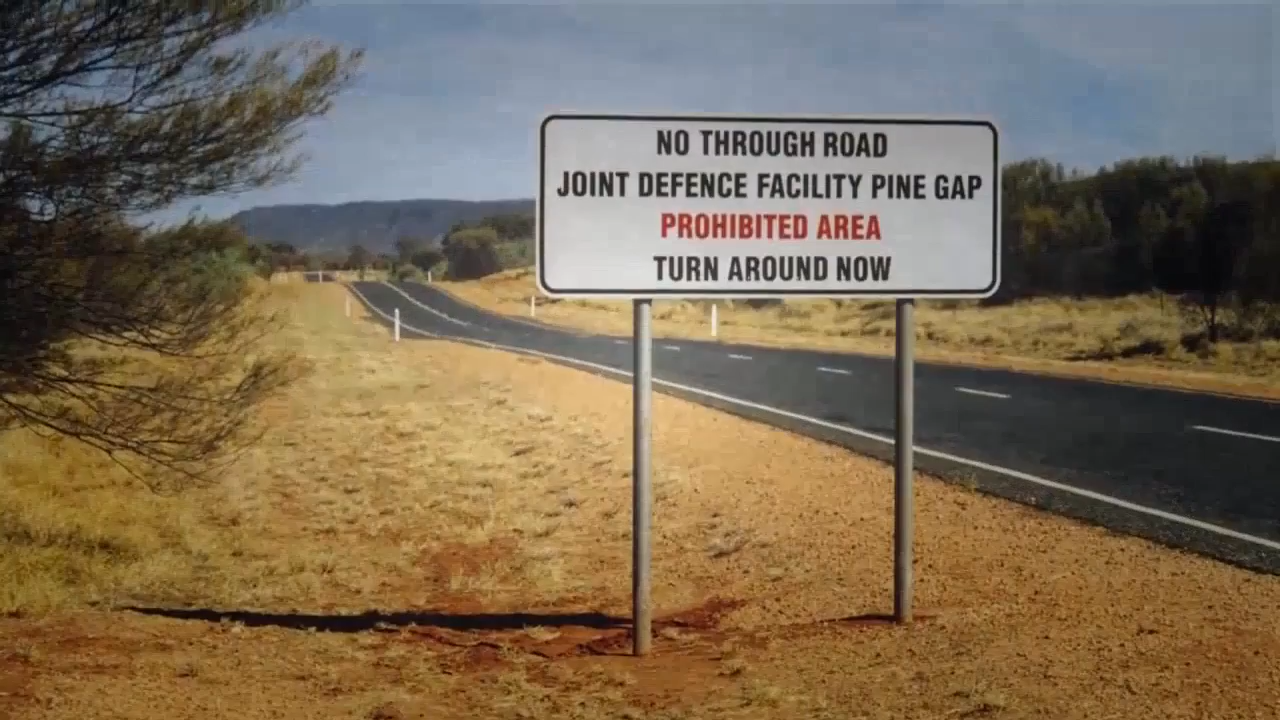 NO THROUGH ROAD
JOINT DEFENCE FACILITY PINE GAP
PROHIBITED AREA
TURN AROUND NOW